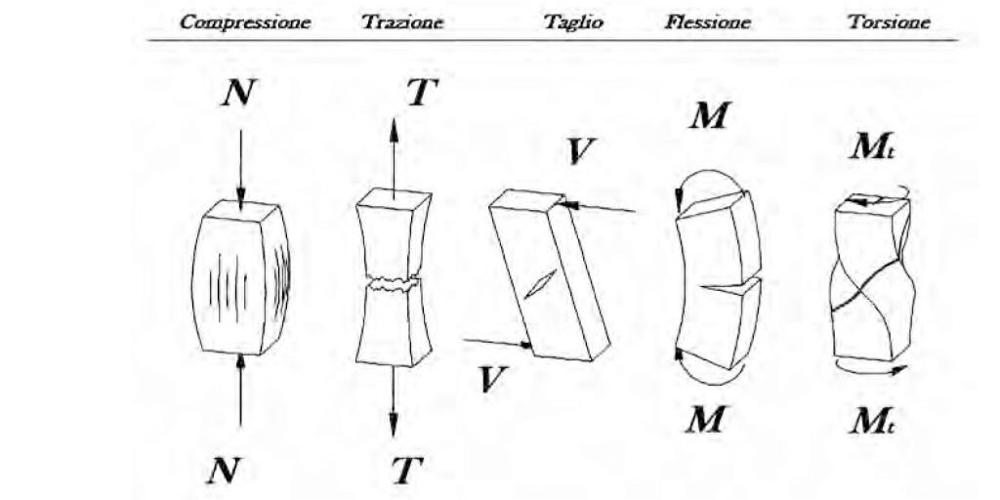 Compressione Trazione Taglio Flessione Torsione
N T M
V Mt
V
M Mt
N T